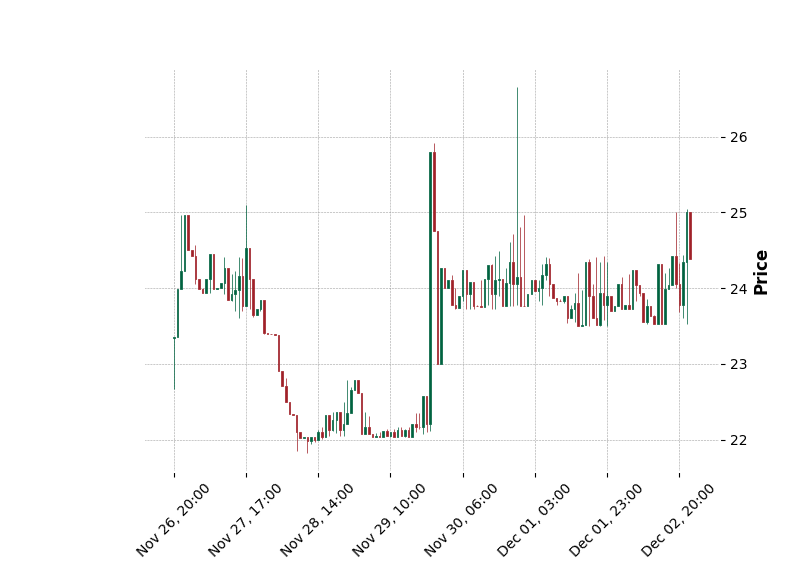 26
25
24
23
22
Price
Nov 26, 20:00
Nov 27, 17:00
Nov 28, 14:00
Nov 29, 10:00
Nov 30, 06:00
Dec 01, 03:00
Dec 01, 23:00
Dec 02, 20:00